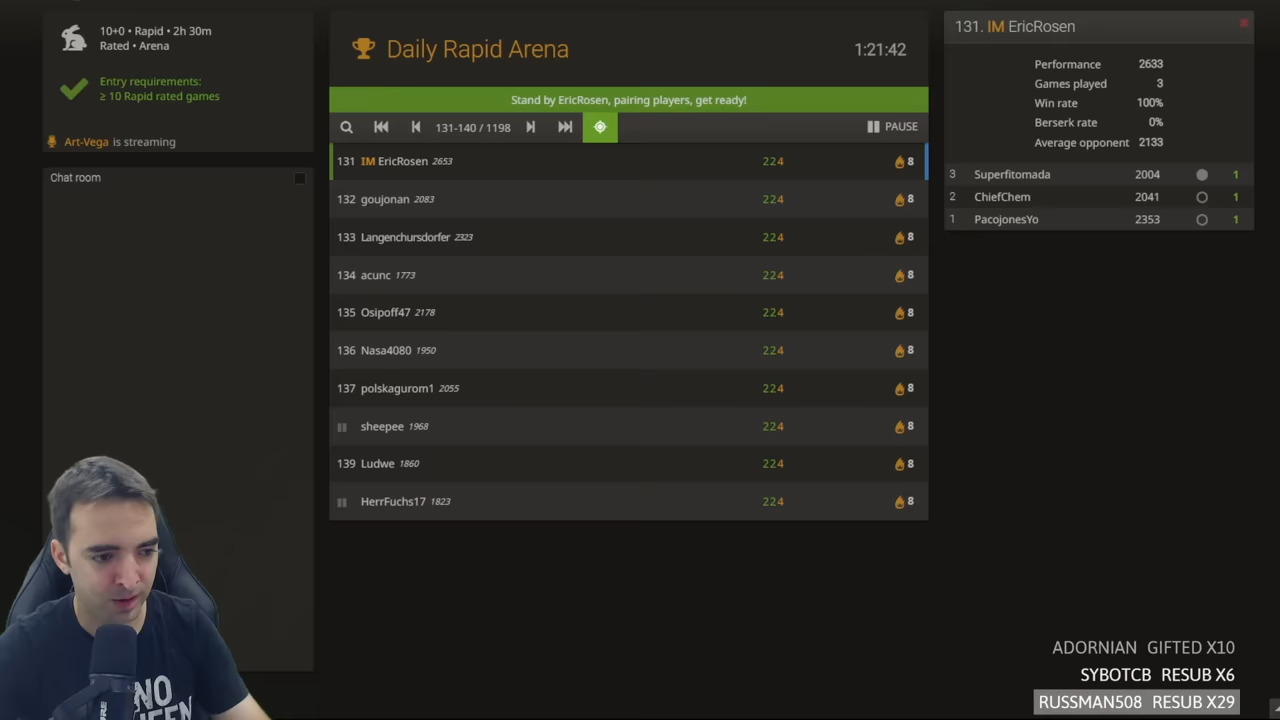 10+0 • Rapid • 2h 30m
Rated • Arena
Entry requirements:
≥ 10 Rapid rated games
Art-Vega is streaming
Chat room
Daily Rapid Arena
1:21:42
Stand by EricRosen, pairing players, get ready!
131-140 / 1198
PAUSE
131 IM EricRosen 2653 224 8
132 goujonan 2083 224 8
133 Langenchursdorfer 2323 224 8
134 acunc 1773 224 8
135 Osipoff47 2178 224 8
136 Nasa4080 1950 224 8
137 polskagurom1 2055 224 8
sheepee 1968 224 8
139 Ludwe 1860 224 8
HerrFuchs17 1823 224 8
131. IM EricRosen
Performance 2633
Games played 3
Win rate 100%
Berserk rate 0%
Average opponent 2133
3 Superfitomada 2004 1
2 ChiefChem 2041 1
1 PacojonesYo 2353 1
NO
ADORNIAN GIFTED X10
SYBOTCB RESUB X6
RUSSMAN508 RESUB X29